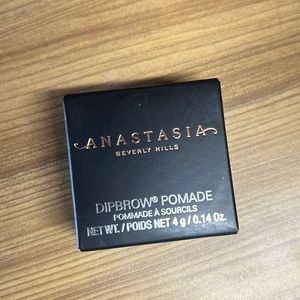 ANASTASIA
BEVERLY HILLS
DIPBROW® POMADE
POMMADE À SOURCILS
NET WT. / POIDS NET 4 g / 0.14 Oz.